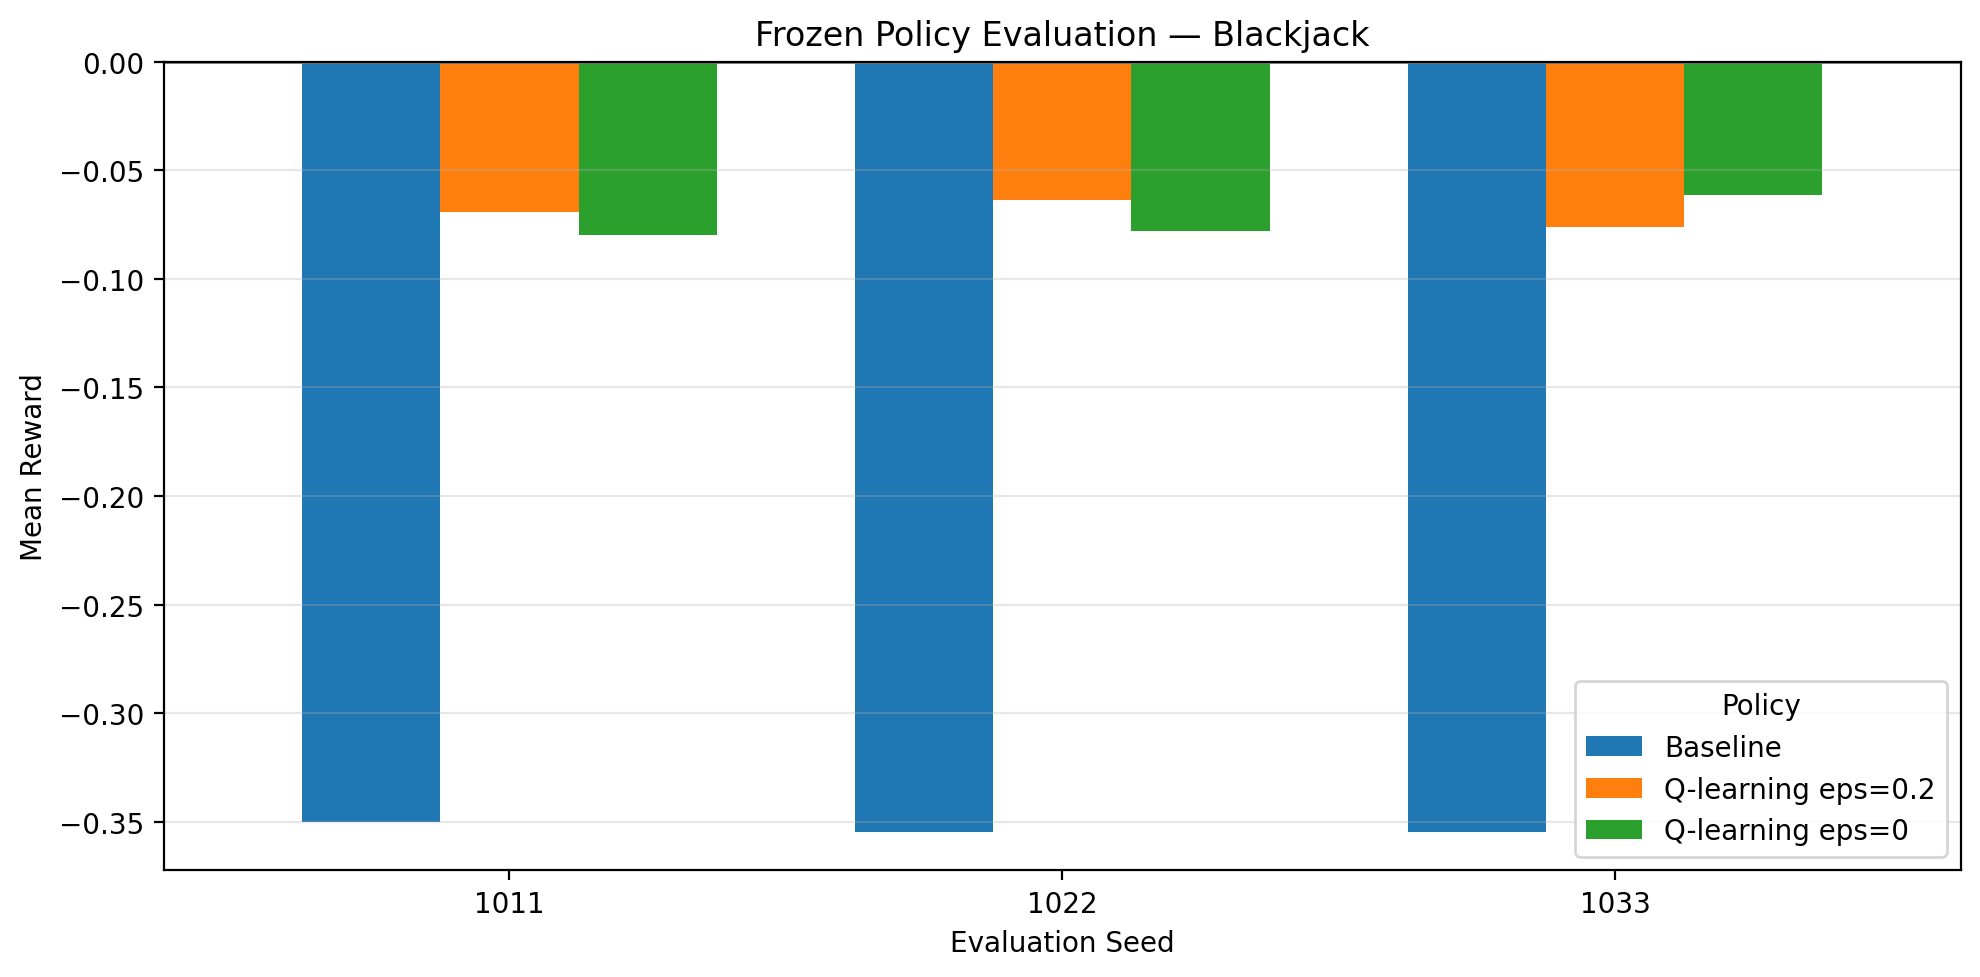 Frozen Policy Evaluation — Blackjack
0.00
−0.05
−0.10
−0.15
−0.20
−0.25
−0.30
−0.35
Mean Reward
Policy
Baseline
Q-learning eps=0.2
Q-learning eps=0
1011
1022
1033
Evaluation Seed